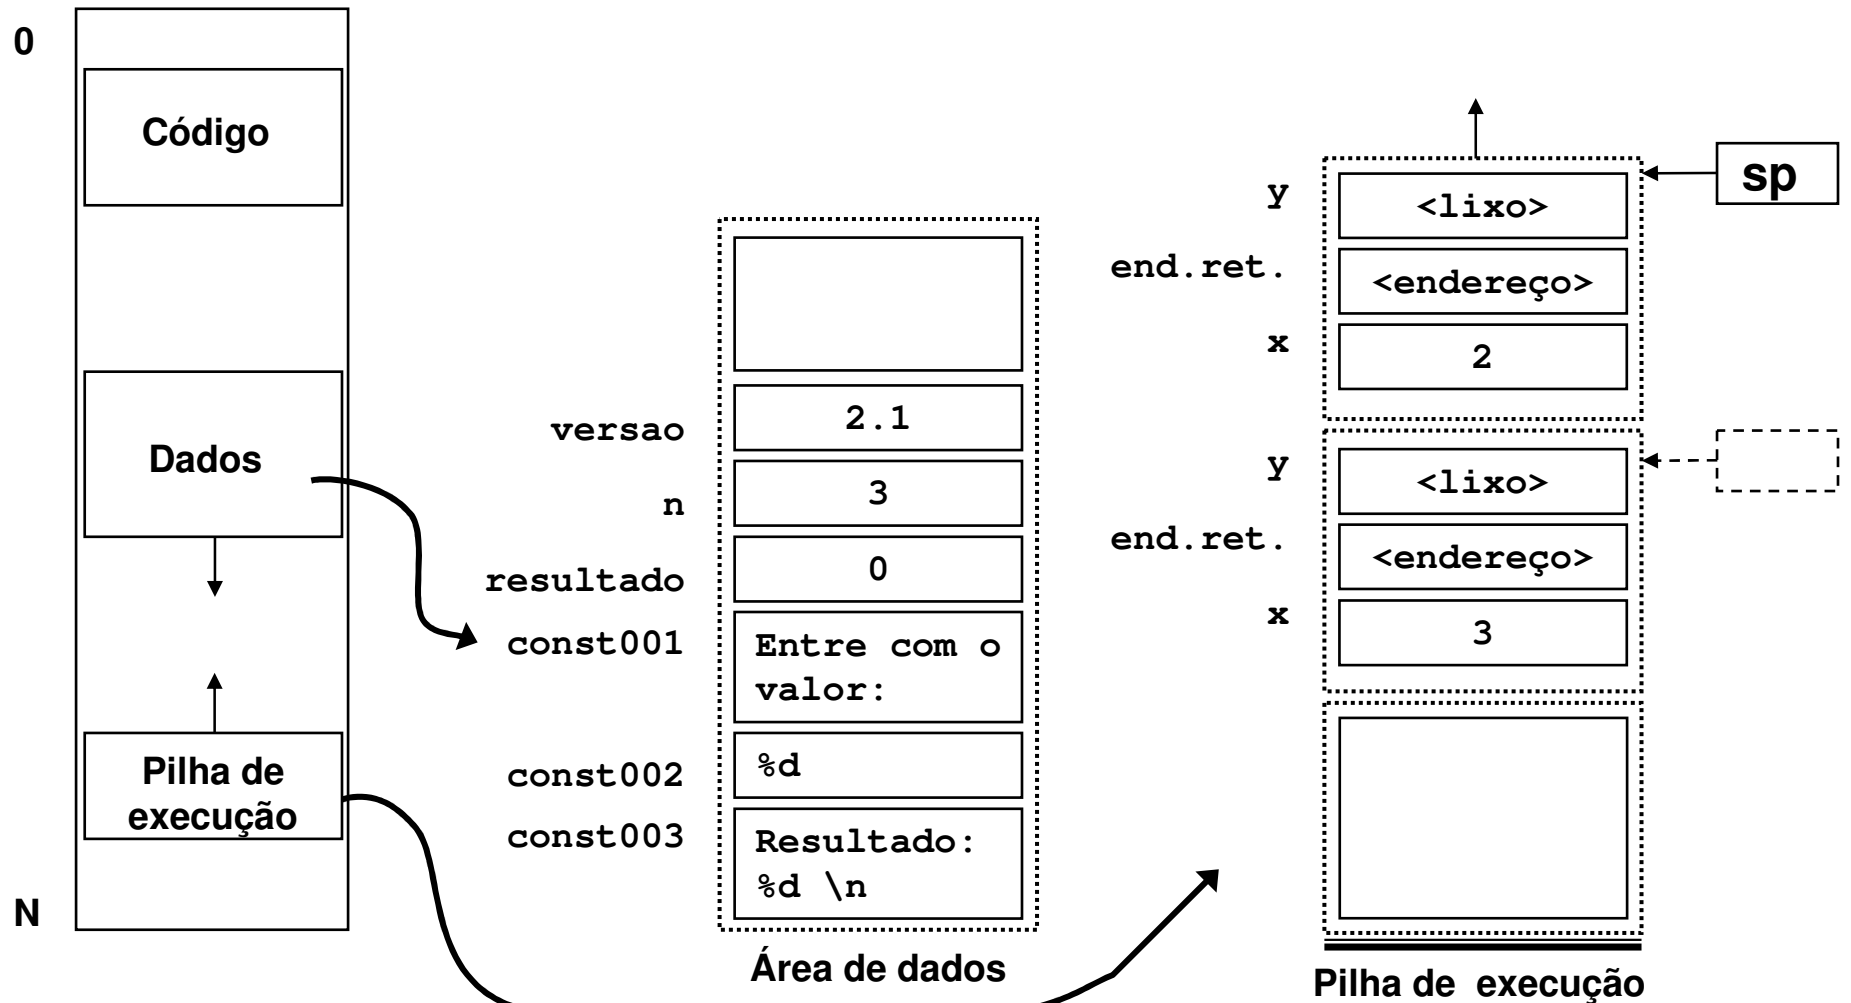 0
Código
Dados
Pilha de
execução
N
versao
2.1
n
3
resultado
0
const001
Entre com o
valor:
const002
%d
const003
Resultado:
%d \n
Área de dados
y
<lixo>
sp
end.ret.
<endereço>
x
2
y
<lixo>
end.ret.
<endereço>
x
3
Pilha de execução